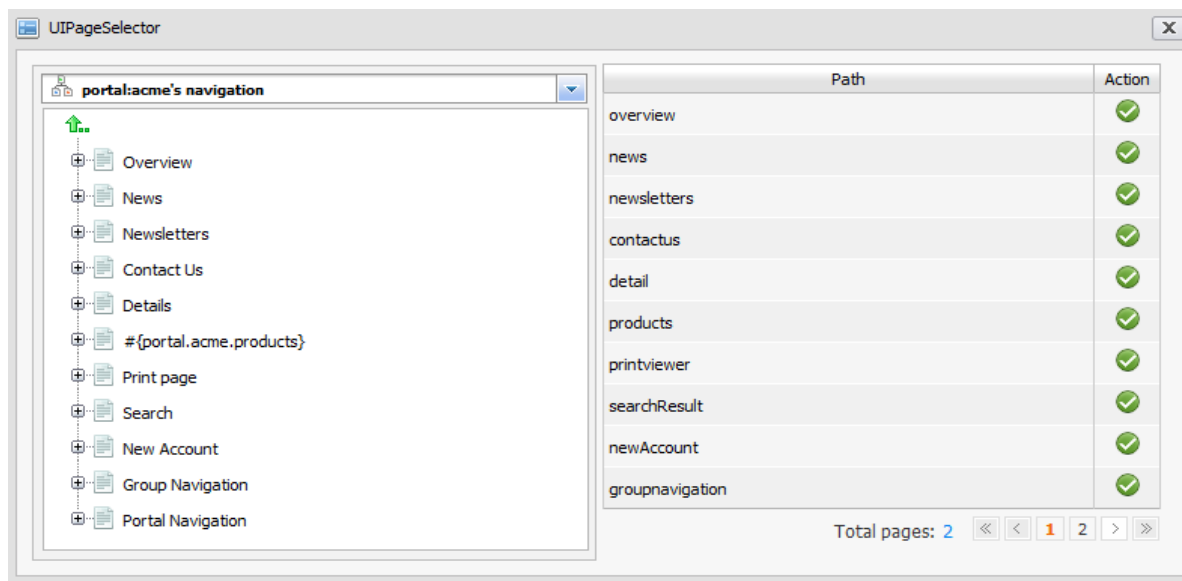 UIPageSelector
portal:acme's navigation
Overview
News
Newsletters
Contact Us
Details
#{portal.acme.products}
Print page
Search
New Account
Group Navigation
Portal Navigation
Path Action
overview
news
newsletters
contactus
detail
products
printviewer
searchResult
newAccount
groupnavigation
Total pages: 2 « < 1 2 > »